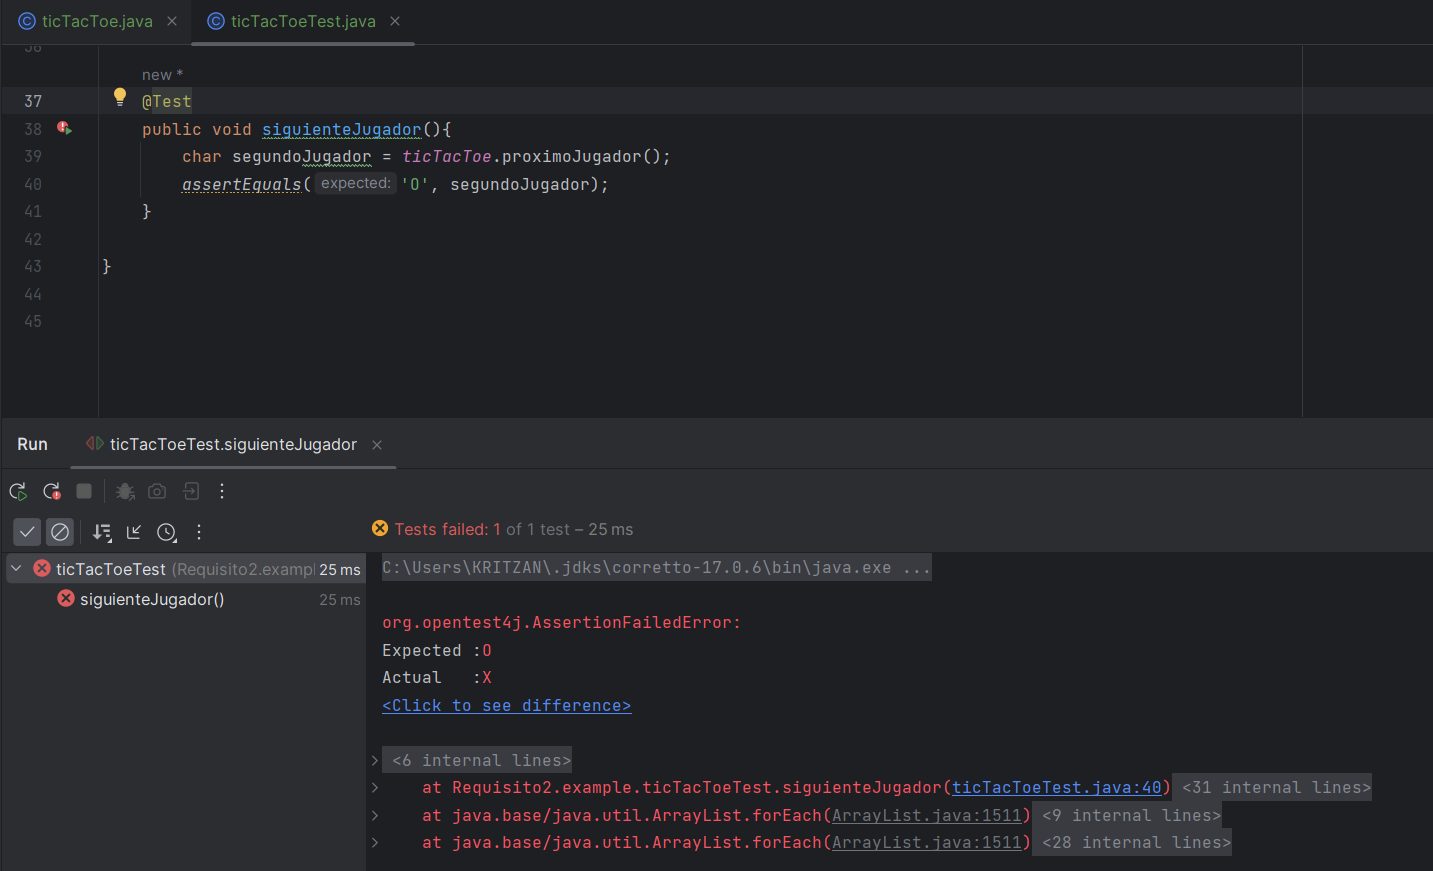 ticTacToe.java
ticTacToeTest.java
36
new *
37 @Test
38 public void siguienteJugador(){
39 char segundoJugador = ticTacToe.proximoJugador();
40 assertEquals( expected: 'O', segundoJugador);
41 }
42
43 }
44
45
Run ticTacToeTest.siguienteJugador
Tests failed: 1 of 1 test – 25 ms
ticTacToeTest (Requisito2.exampl 25 ms
siguienteJugador() 25 ms
C:\Users\KRITZAN\.jdks\corretto-17.0.6\bin\java.exe ...
org.opentest4j.AssertionFailedError:
Expected :O
Actual :X
<Click to see difference>
<6 internal lines>
at Requisito2.example.ticTacToeTest.siguienteJugador(ticTacToeTest.java:40) <31 internal lines>
at java.base/java.util.ArrayList.forEach(ArrayList.java:1511) <9 internal lines>
at java.base/java.util.ArrayList.forEach(ArrayList.java:1511) <28 internal lines>